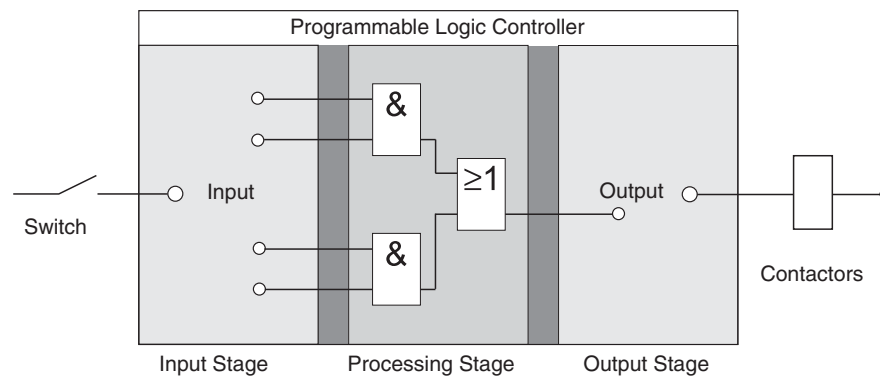 Programmable Logic Controller
&
≥1
Input
Output
Switch
&
Contactors
Input Stage
Processing Stage
Output Stage